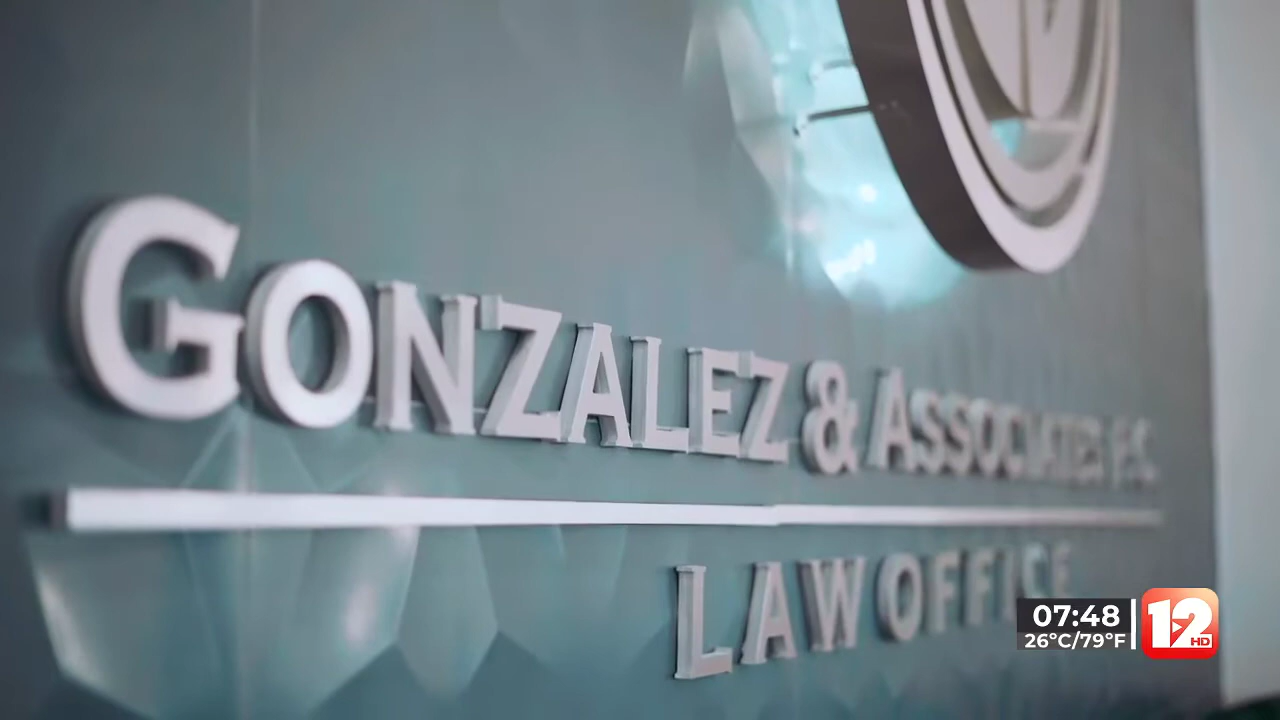 GONZALEZ & ASSOCIATES P.C.
LAW OFFICE
07:48
26°C/79°F
12
HD